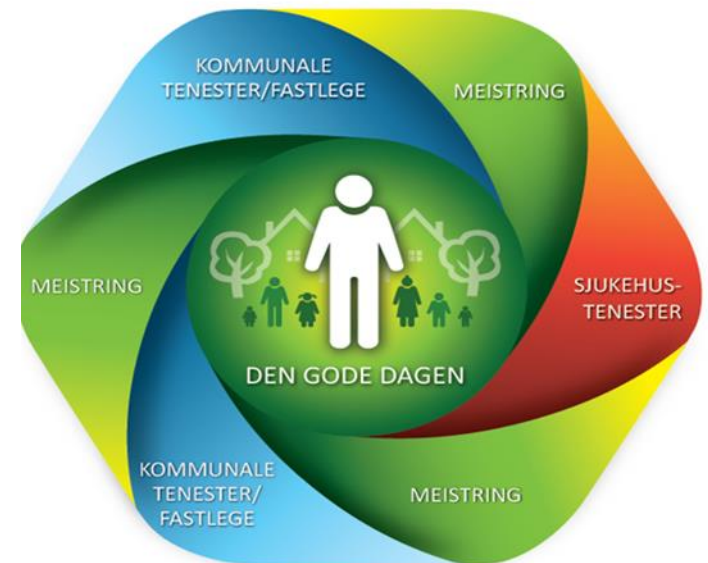 KOMMUNALE
TENESTER/FASTLEGE
MEISTRING
MEISTRING
SJUKEHUS-
TENESTER
DEN GODE DAGEN
KOMMUNALE
TENESTER/
FASTLEGE
MEISTRING